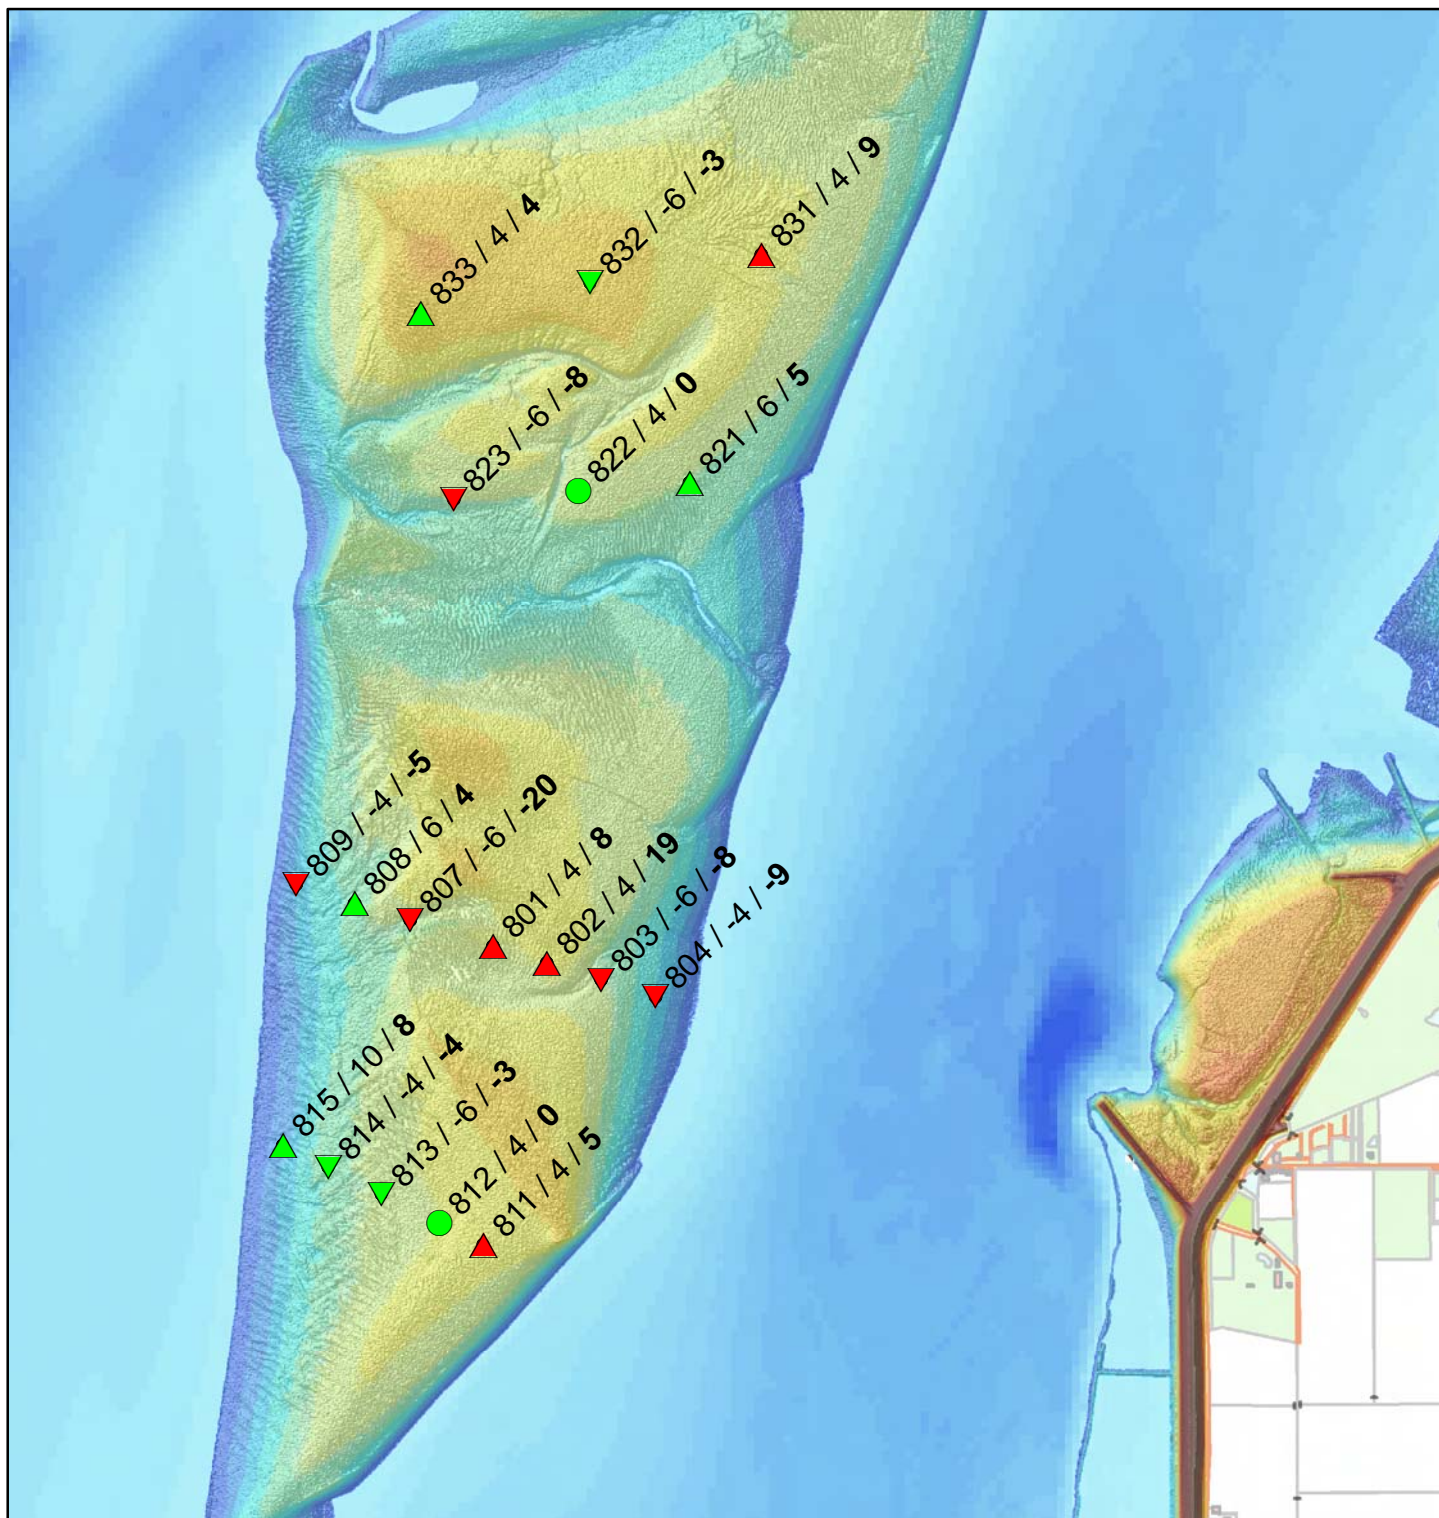 831 / 4 / 9
832 / -6 / -3
833 / 4 / 4
823 / -6 / -8
822 / 4 / 0
821 / 6 / 5
809 / -4 / -5
808 / 6 / 4
807 / -6 / -20
801 / 4 / 8
802 / 4 / 19
803 / -6 / -8
804 / -4 / -9
815 / 10 / 8
814 / -4 / -4
813 / -6 / -3
812 / 4 / 0
811 / 4 / 5